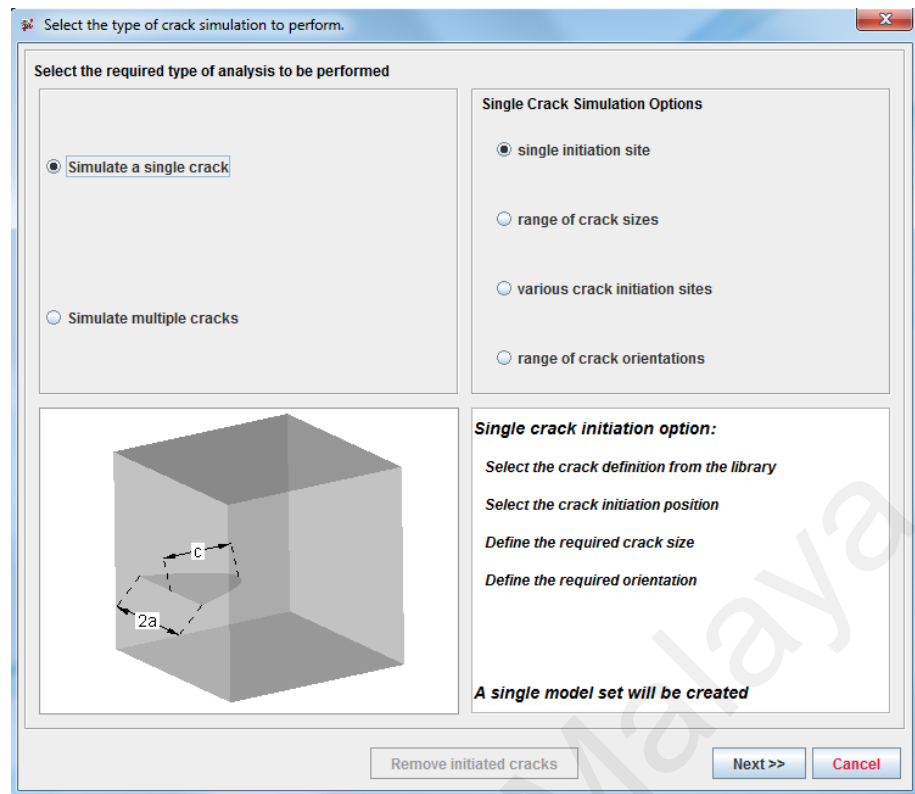 Select the type of crack simulation to perform.
x
Select the required type of analysis to be performed
Simulate a single crack
Simulate multiple cracks
Single Crack Simulation Options
single initiation site
range of crack sizes
various crack initiation sites
range of crack orientations
c
2a
Single crack initiation option:
Select the crack definition from the library
Select the crack initiation position
Define the required crack size
Define the required orientation
A single model set will be created
Remove initiated cracks
Next >>
Cancel
Malaya